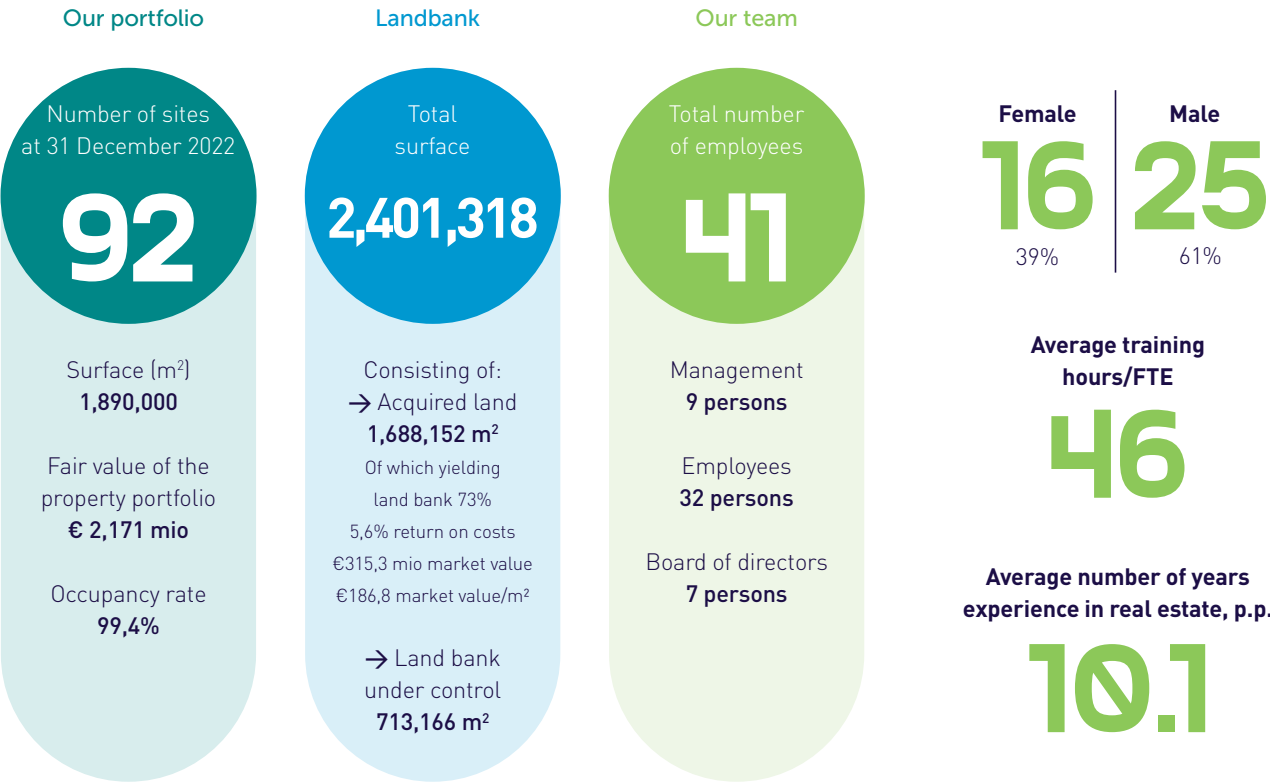 Our portfolio
Number of sites
at 31 December 2022
92
Surface (m²)
1,890,000
Fair value of the
property portfolio
€ 2,171 mio
Occupancy rate
99,4%
Landbank
Total
surface
2,401,318
Consisting of:
→ Acquired land
1,688,152 m²
Of which yielding
land bank 73%
5,6% return on costs
€315,3 mio market value
€186,8 market value/m²
→ Land bank
under control
713,166 m²
Our team
Total number
of employees
41
Management
9 persons
Employees
32 persons
Board of directors
7 persons
Female
16
39%
Male
25
61%
Average training
hours/FTE
46
Average number of years
experience in real estate, p.p.
10.1